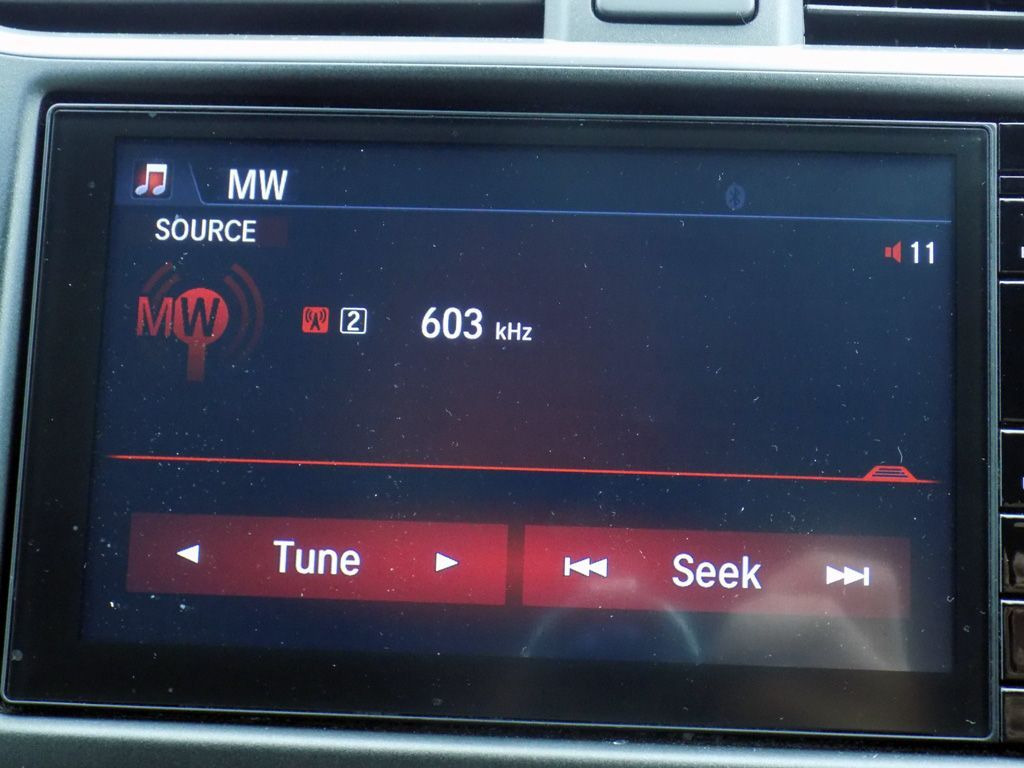 MW
SOURCE
11
MW
2 603 kHz
Tune Seek